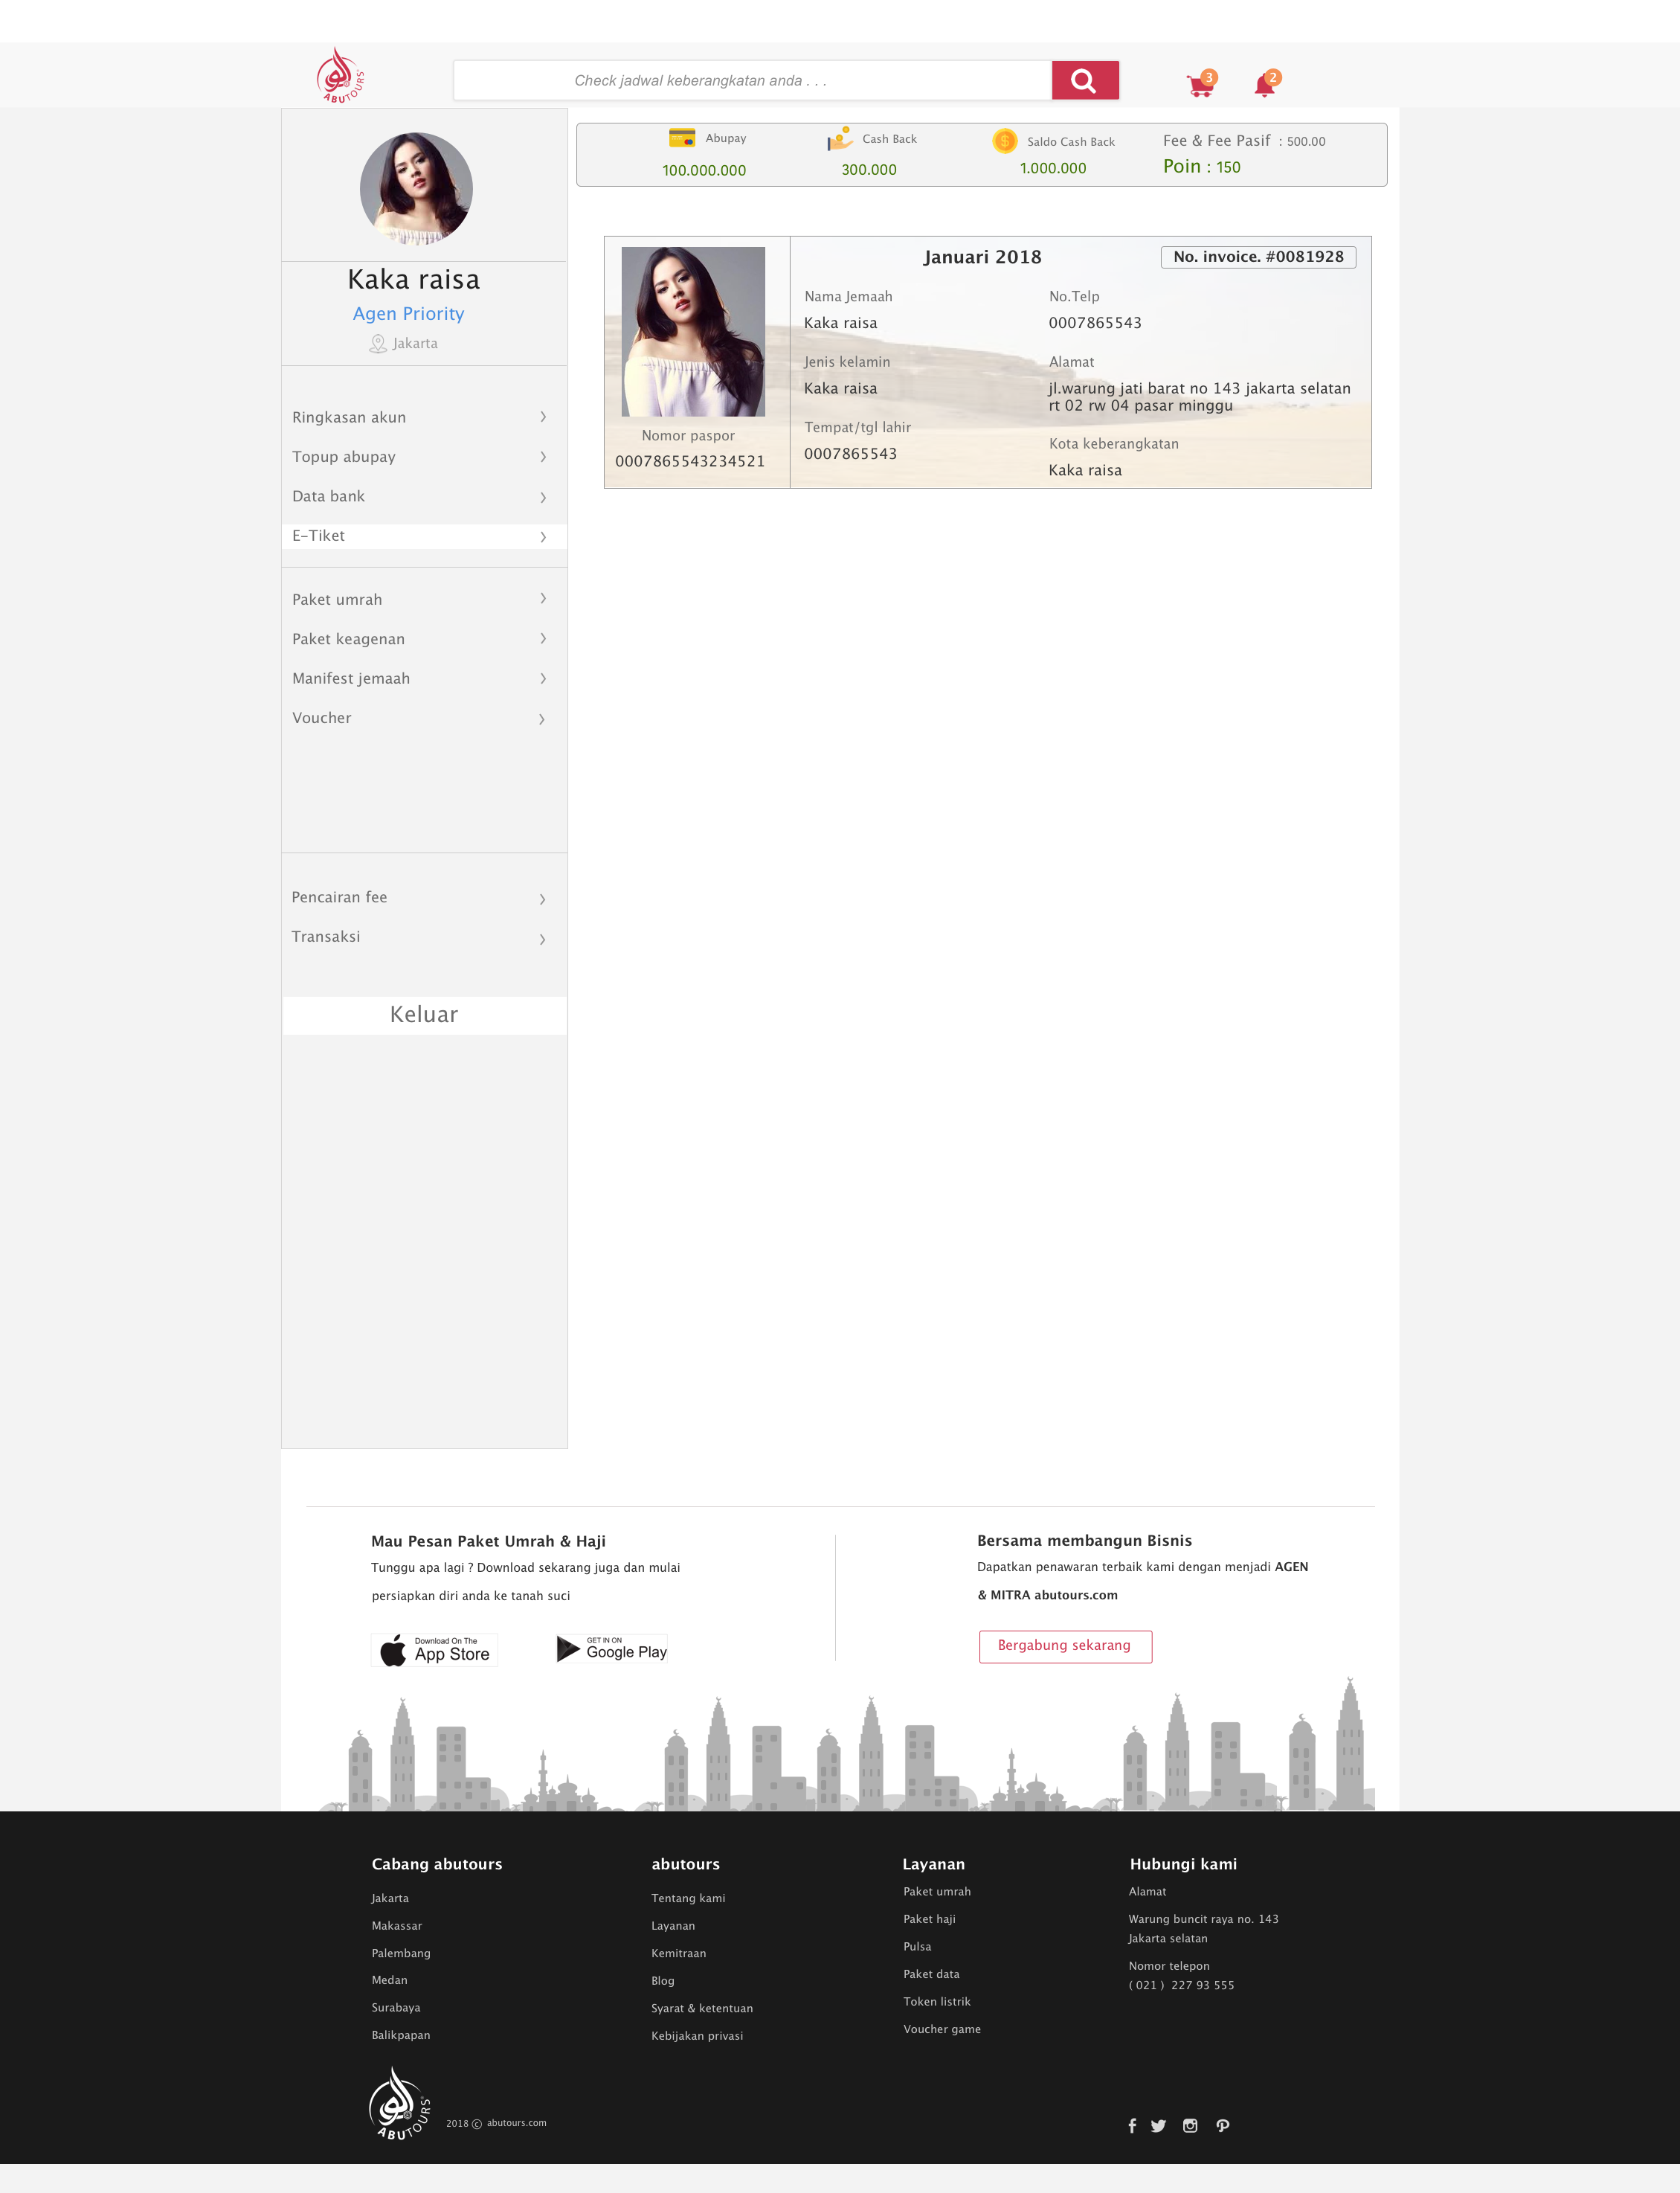 ABUTOURS
Check jadwal keberangkatan anda . . .
3
2
Kaka raisa
Agen Priority
Jakarta
Ringkasan akun
Topup abupay
Data bank
E-Tiket
Paket umrah
Paket keagenan
Manifest jemaah
Voucher
Pencairan fee
Transaksi
Keluar
Abupay
100.000.000
Cash Back
300.000
Saldo Cash Back
1.000.000
Fee & Fee Pasif : 500.00
Poin : 150
Januari 2018
No. invoice. #0081928
Nomor paspor
0007865543234521
Nama Jemaah
Kaka raisa
Jenis kelamin
Kaka raisa
Tempat/tgl lahir
0007865543
No.Telp
0007865543
Alamat
jl.warung jati barat no 143 jakarta selatan
rt 02 rw 04 pasar minggu
Kota keberangkatan
Kaka raisa
Mau Pesan Paket Umrah & Haji
Tunggu apa lagi ? Download sekarang juga dan mulai
persiapkan diri anda ke tanah suci
Download On The
App Store
GET IN ON
Google Play
Bersama membangun Bisnis
Dapatkan penawaran terbaik kami dengan menjadi AGEN
& MITRA abutours.com
Bergabung sekarang
Cabang abutours
Jakarta
Makassar
Palembang
Medan
Surabaya
Balikpapan
abutours
Tentang kami
Layanan
Kemitraan
Blog
Syarat & ketentuan
Kebijakan privasi
Layanan
Paket umrah
Paket haji
Pulsa
Paket data
Token listrik
Voucher game
Hubungi kami
Alamat
Warung buncit raya no. 143
Jakarta selatan
Nomor telepon
( 021 ) 227 93 555
ABUTOURS
2018 © abutours.com